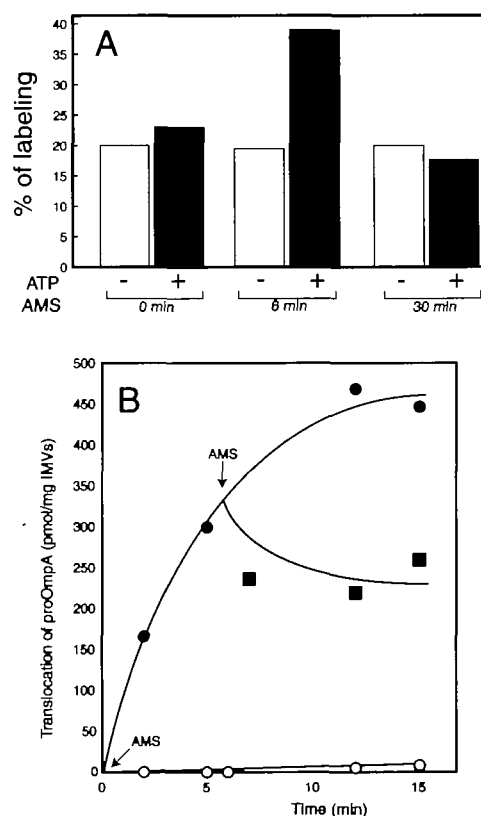 A
% of labeling
40
35
30
25
20
15
10
5
0
ATP - + - + - +
AMS 0 min 6 min 30 min
B
Translocation of proOmpA (pmol/mg IMVs)
500
450
400
350
300
250
200
150
100
50
0
AMS
AMS
0 5 10 15
Time (min)